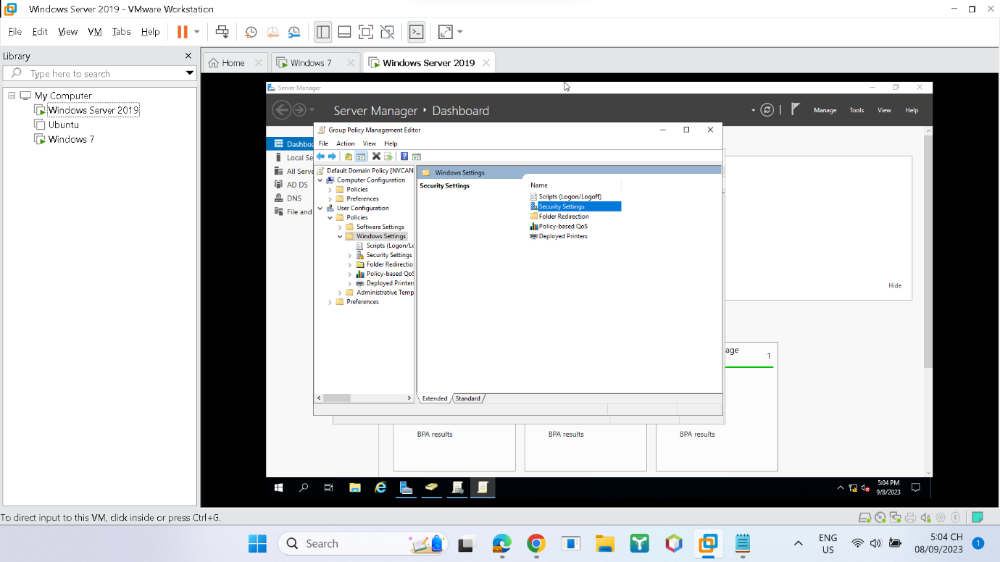 Windows Server 2019 - VMware Workstation
File Edit View VM Tabs Help
Library
Type here to search
My Computer
Windows Server 2019
Ubuntu
Windows 7
Home
Windows 7
Windows Server 2019
Server Manager
Server Manager
Dashboard
Manage Tools View Help
Dashboa
Local Se
All Serve
AD DS
DNS
File and
Group Policy Management Editor
File Action View Help
Default Domain Policy [NVCAN
Computer Configuration
Policies
Preferences
User Configuration
Policies
Software Settings
Windows Settings
Scripts (Logon/Lo
Security Settings
Folder Redirectio
Policy-based QoS
Deployed Printers
Administrative Temp
Preferences
Windows Settings
Security Settings
Name
Scripts (Logon/Logoff)
Security Settings
Folder Redirection
Policy-based QoS
Deployed Printers
Extended Standard
Hide
age
1
BPA results
BPA results
BPA results
5:04 PM
9/8/2023
To direct input to this VM, click inside or press Ctrl+G.
Search
ENG
US
5:04 CH
08/09/2023
1